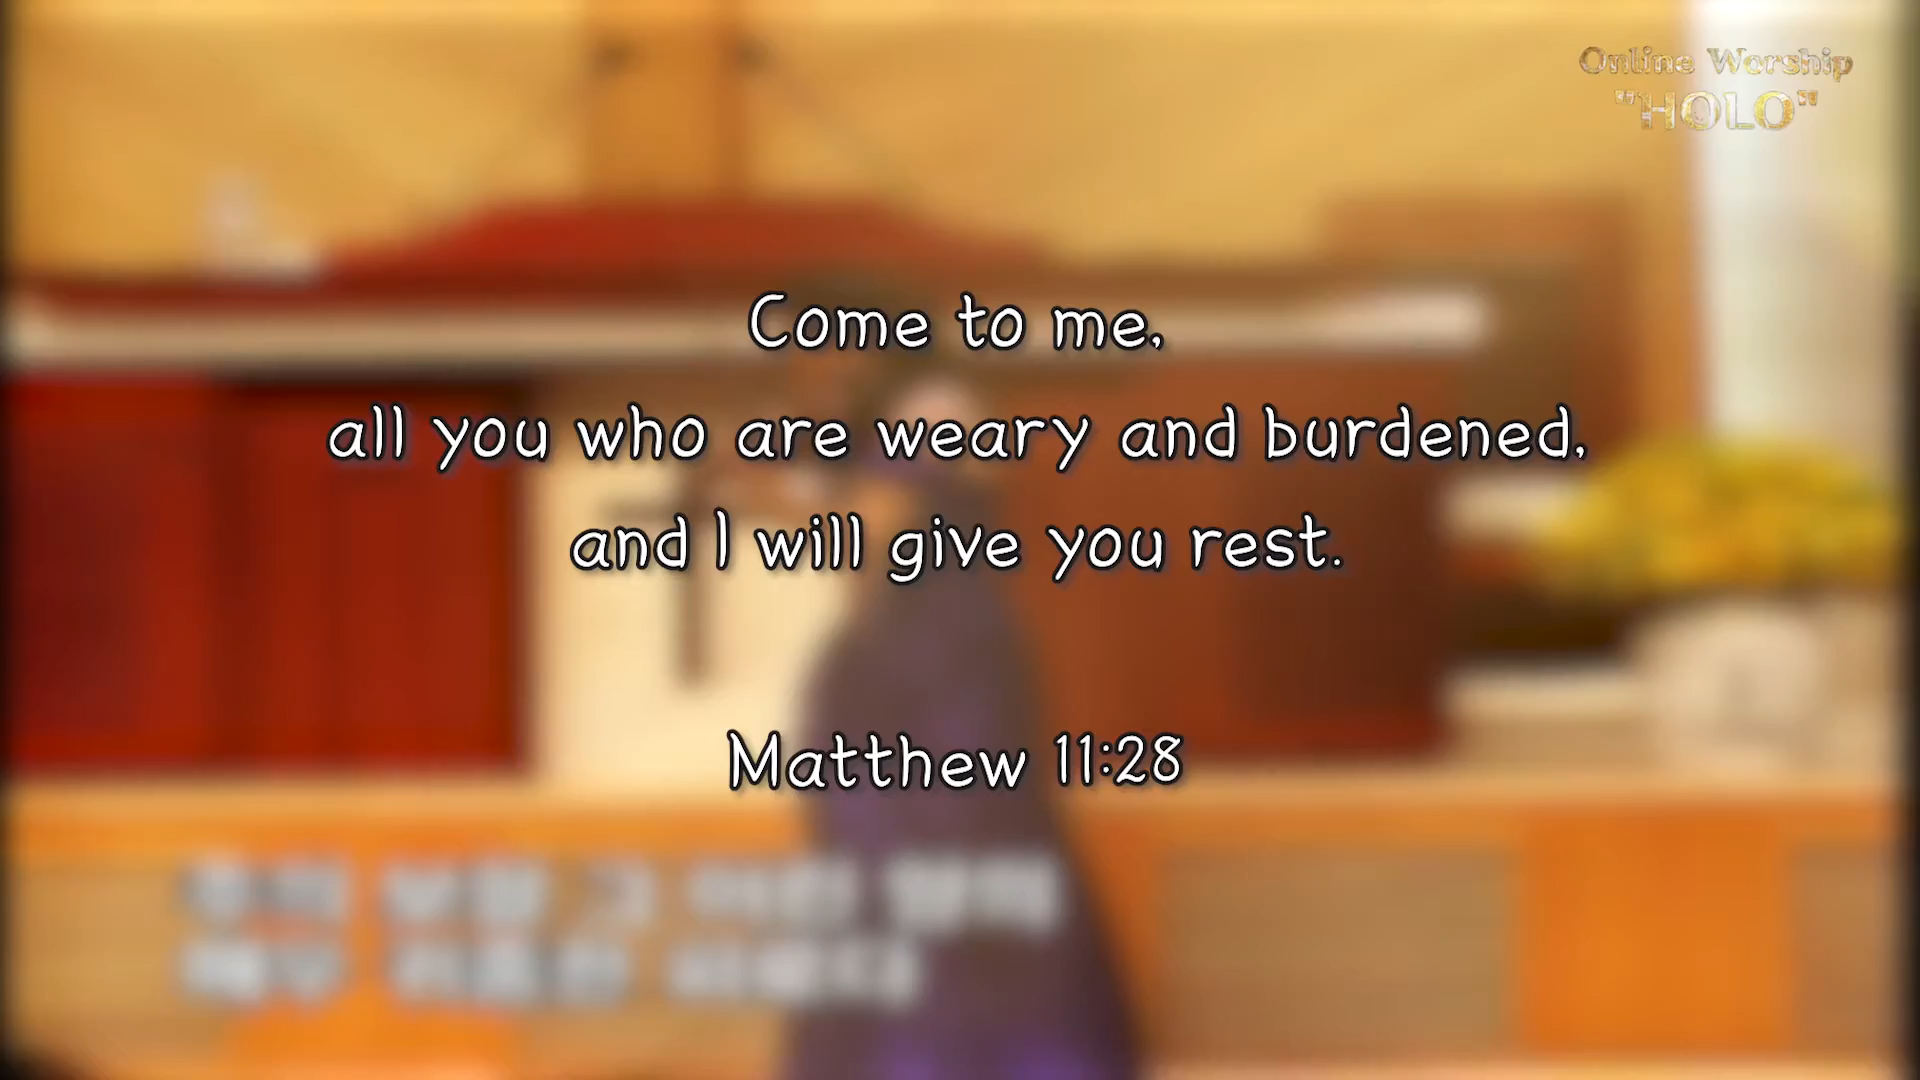 Online Worship
"HOLO"
Come to me,
all you who are weary and burdened,
and I will give you rest.
Matthew 11:28